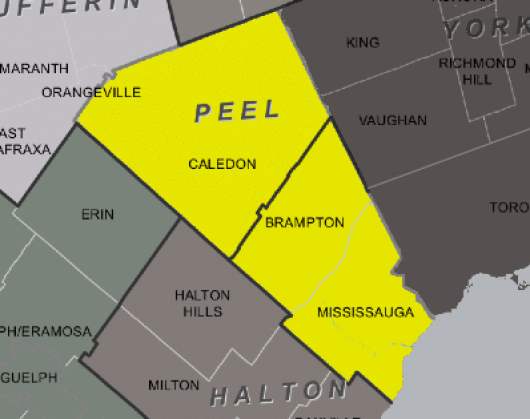 UFFERIN
YORK
KING
MARANTH
RICHMOND
HILL
ORANGEVILLE
PEEL
VAUGHAN
AST
AFRAXA
CALEDON
TORO
ERIN
BRAMPTON
HALTON
HILLS
MISSISSAUGA
PH/ERAMOSA
GUELPH
MILTON
HALTON